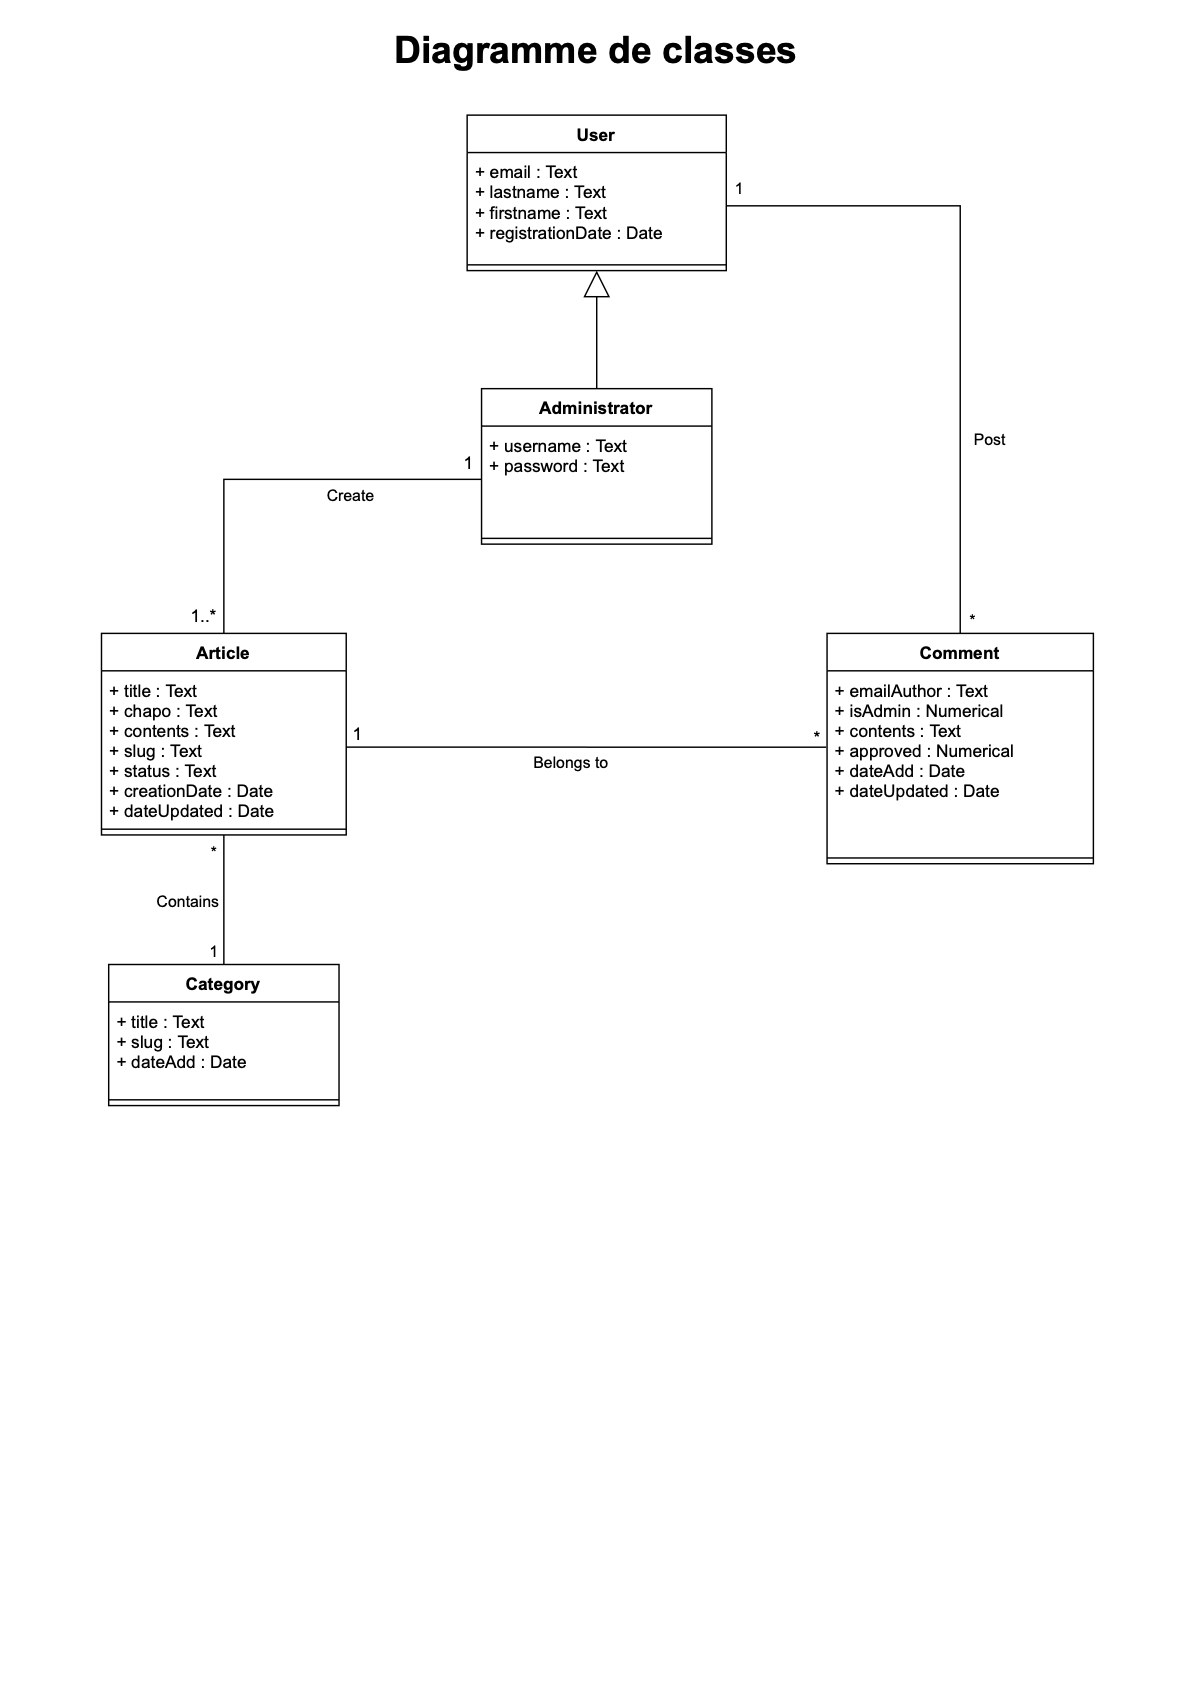 Diagramme de classes
User
+ email : Text
+ lastname : Text
+ firstname : Text
+ registrationDate : Date
1
Administrator
+ username : Text
+ password : Text
Post
1
Create
1..*
*
Article
+ title : Text
+ chapo : Text
+ contents : Text
+ slug : Text
+ status : Text
+ creationDate : Date
+ dateUpdated : Date
1
*
Belongs to
Comment
+ emailAuthor : Text
+ isAdmin : Numerical
+ contents : Text
+ approved : Numerical
+ dateAdd : Date
+ dateUpdated : Date
*
Contains
1
Category
+ title : Text
+ slug : Text
+ dateAdd : Date